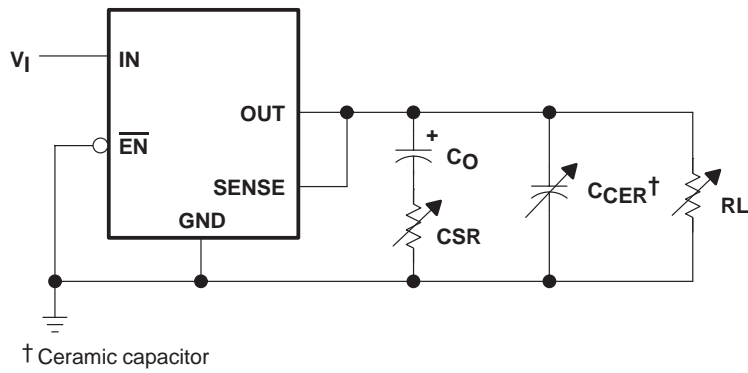 V_I
IN
OUT
EN
SENSE
GND
+
C_O
CSR
C_CER†
RL
† Ceramic capacitor